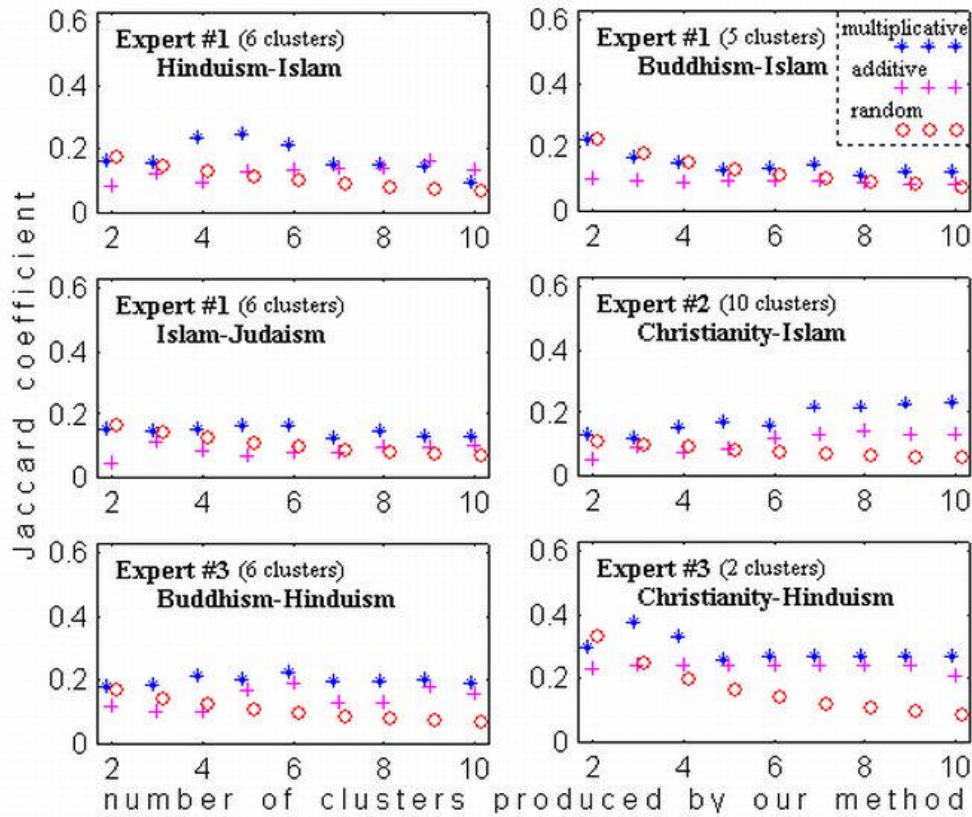 Jaccard coefficient
0.6
0.4
0.2
0
Expert #1 (6 clusters)
Hinduism-Islam
2 4 6 8 10
0.6
0.4
0.2
0
Expert #1 (5 clusters)
Buddhism-Islam
multiplicative
additive
random
2 4 6 8 10
0.6
0.4
0.2
0
Expert #1 (6 clusters)
Islam-Judaism
2 4 6 8 10
0.6
0.4
0.2
0
Expert #2 (10 clusters)
Christianity-Islam
2 4 6 8 10
0.6
0.4
0.2
0
Expert #3 (6 clusters)
Buddhism-Hinduism
2 4 6 8 10
0.6
0.4
0.2
0
Expert #3 (2 clusters)
Christianity-Hinduism
2 4 6 8 10
number of clusters produced by our method